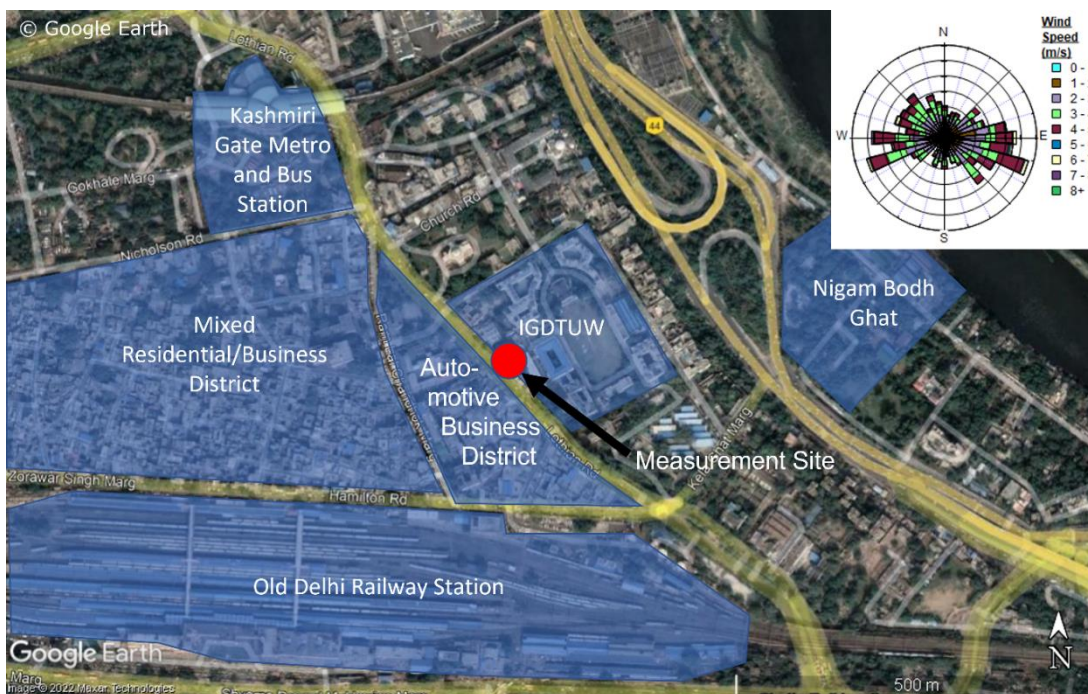 © Google Earth
Lothian Rd
Kashmiri
Gate Metro
and Bus
Station
Gokhale Marg
Nicholson Rd
Church Rd
44
Mixed
Residential/Business
District
IGDTUW
Auto-
motive
Business
District
Lothian Rd
Measurement Site
Nigam Bodh
Ghat
Zorawar Singh Marg
Hamilton Rd
Old Delhi Railway Station
Google Earth
Marg
Image © 2022 Maxar Technologies
500 m
N
Wind
Speed
(m/s)
0 -
1 -
2 -
3 -
4 -
5 -
6 -
7 -
8+
N
W
E
S